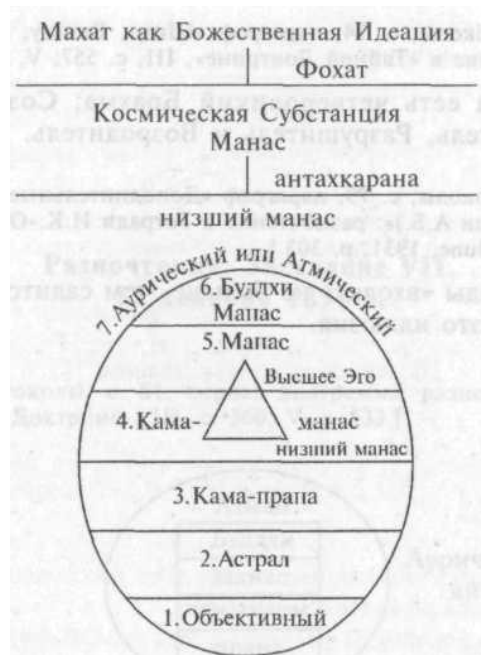 Махат как Божественная Идеация
Фохат
Космическая Субстанция
Манас
антахкарана
низший манас
7.Аурический или Атмический
6.Буддхи
Манас
5.Манас
Высшее Эго
4.Кама-манас
низший манас
3.Кама-прана
2.Астрал
1.Объективный